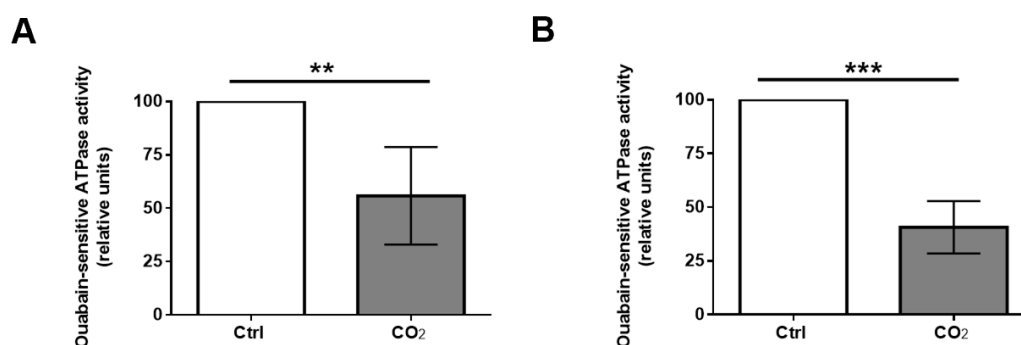 A
Ouabain-sensitive ATPase activity
(relative units)
**
100
75
50
25
0
Ctrl
CO₂
B
Ouabain-sensitive ATPase activity
(relative units)
***
100
75
50
25
0
Ctrl
CO₂